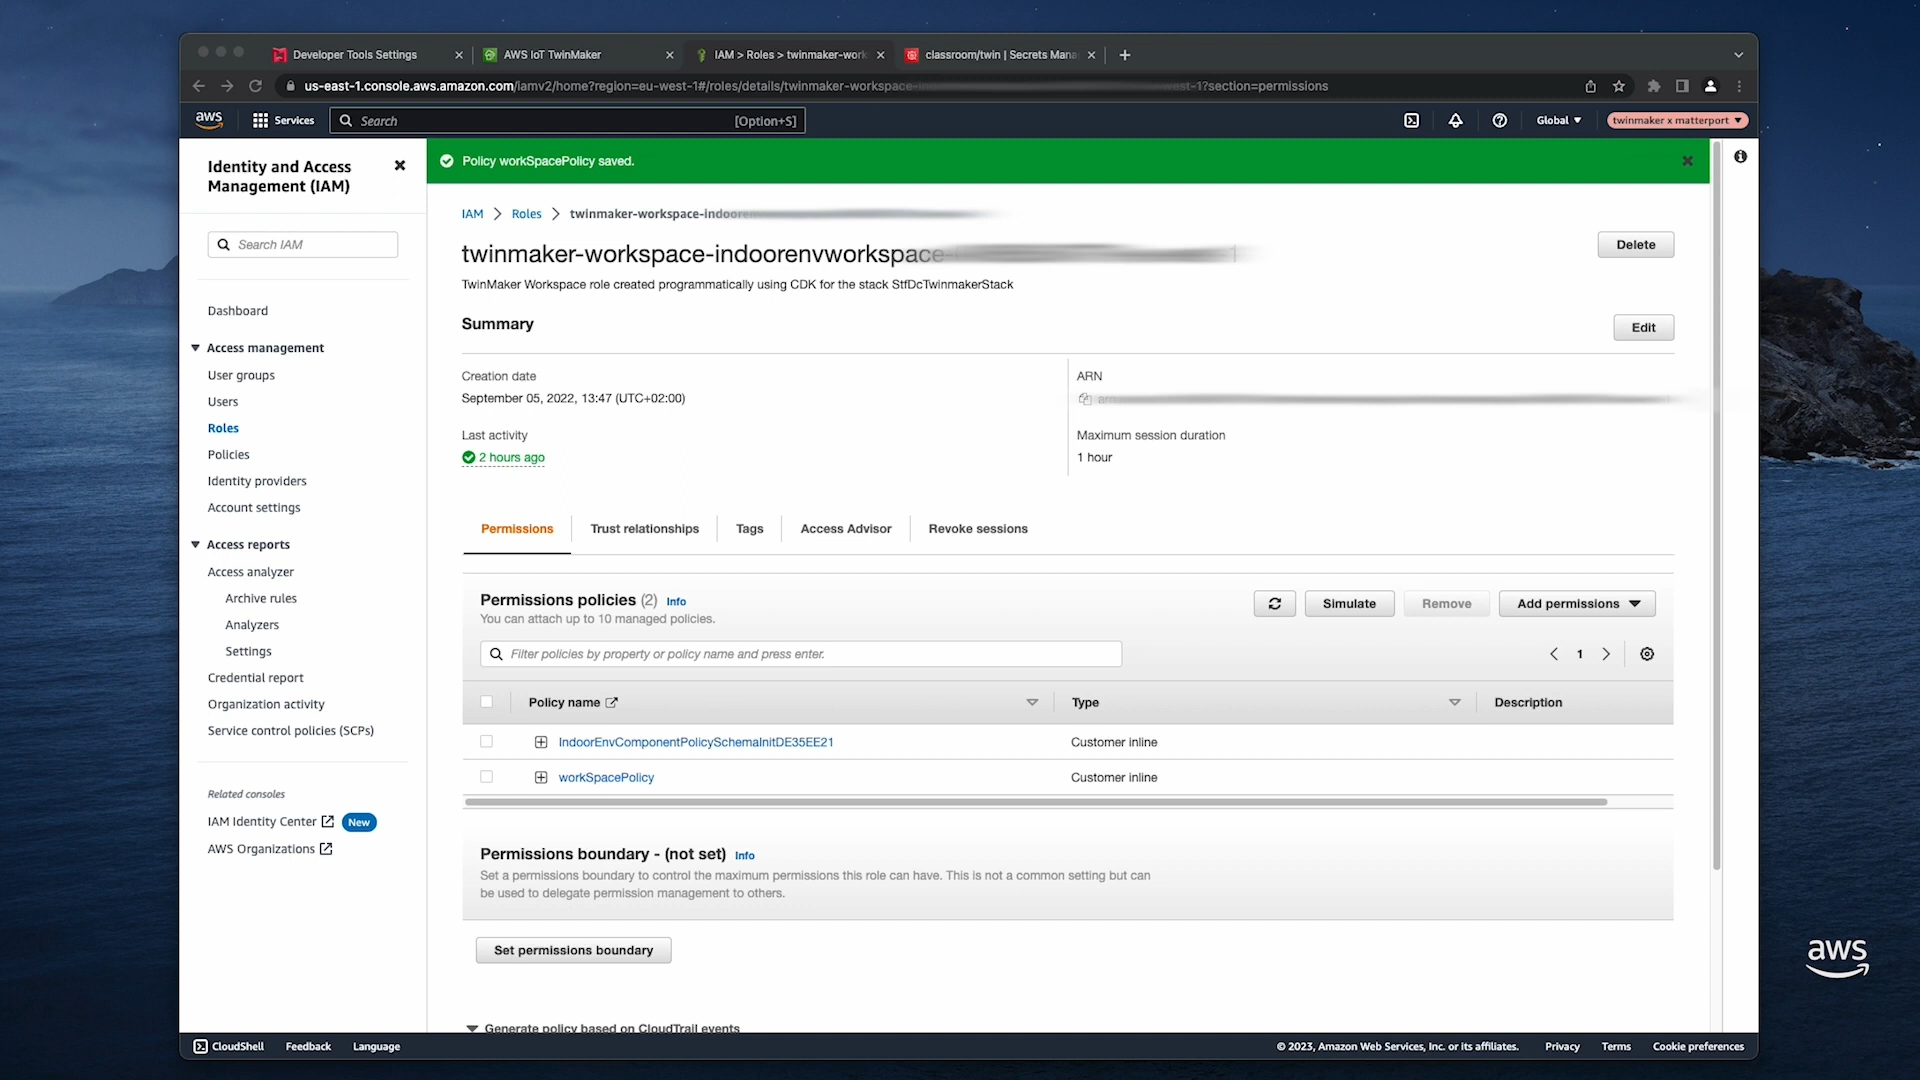 Developer Tools Settings
AWS IoT TwinMaker
IAM > Roles > twinmaker-work
classroom/twin | Secrets Mana
us-east-1.console.aws.amazon.com/iamv2/home?region=eu-west-1#/roles/details/twinmaker-workspace-
est-1?section=permissions
aws
Services
Search
[Option+S]
Global
twinmaker x matterport
Identity and Access
Management (IAM)
Search IAM
Dashboard
Access management
User groups
Users
Roles
Policies
Identity providers
Account settings
Access reports
Access analyzer
Archive rules
Analyzers
Settings
Credential report
Organization activity
Service control policies (SCPs)
Related consoles
IAM Identity Center
New
AWS Organizations
Policy workSpacePolicy saved.
IAM > Roles > twinmaker-workspace-indoore
twinmaker-workspace-indoorenvworkspace-
Delete
TwinMaker Workspace role created programmatically using CDK for the stack StfDcTwinmakerStack
Summary
Edit
Creation date
September 05, 2022, 13:47 (UTC+02:00)
ARN
Last activity
2 hours ago
Maximum session duration
1 hour
Permissions
Trust relationships
Tags
Access Advisor
Revoke sessions
Permissions policies (2) Info
You can attach up to 10 managed policies.
Simulate
Remove
Add permissions
Filter policies by property or policy name and press enter.
1
Policy name
Type
Description
IndoorEnvComponentPolicySchemaInitDE35EE21
Customer inline
workSpacePolicy
Customer inline
Permissions boundary - (not set) Info
Set a permissions boundary to control the maximum permissions this role can have. This is not a common setting but can
be used to delegate permission management to others.
Set permissions boundary
Generate policy based on CloudTrail events
CloudShell
Feedback
Language
© 2023, Amazon Web Services, Inc. or its affiliates.
Privacy
Terms
Cookie preferences
aws